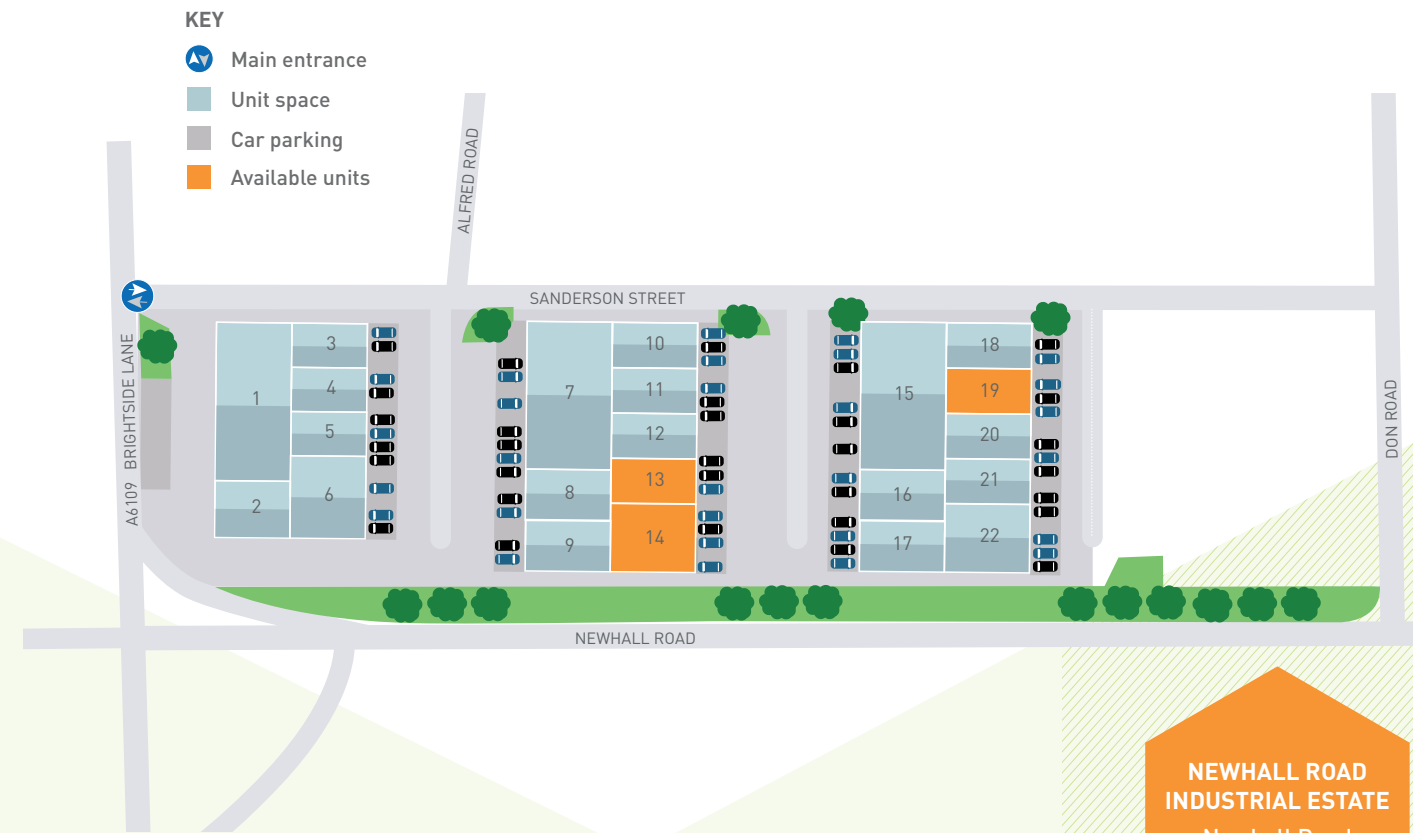 KEY
Main entrance
Unit space
Car parking
Available units
ALFRED ROAD
SANDERSON STREET
A6109 BRIGHTSIDE LANE
DON ROAD
1
2
3
4
5
6
7
8
9
10
11
12
13
14
15
16
17
18
19
20
21
22
NEWHALL ROAD
NEWHALL ROAD
INDUSTRIAL ESTATE
Newhall Road